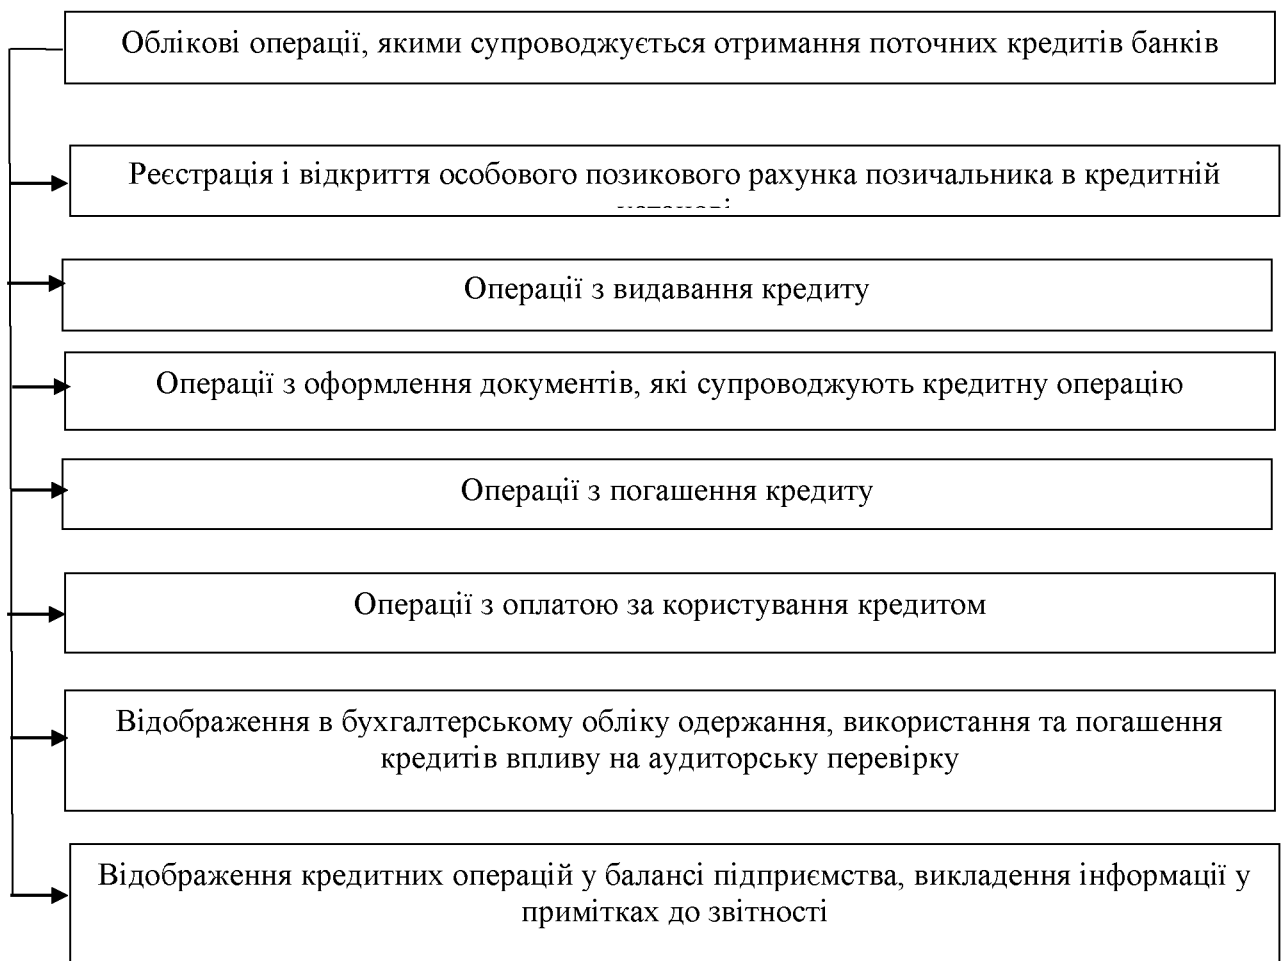 Облікові операції, якими супроводжується отримання поточних кредитів банків
Реєстрація і відкриття особового позикового рахунка позичальника в кредитній
Операції з видавання кредиту
Операції з оформлення документів, які супроводжують кредитну операцію
Операції з погашення кредиту
Операції з оплатою за користування кредитом
Відображення в бухгалтерському обліку одержання, використання та погашення
кредитів впливу на аудиторську перевірку
Відображення кредитних операцій у балансі підприємства, викладення інформації у
примітках до звітності